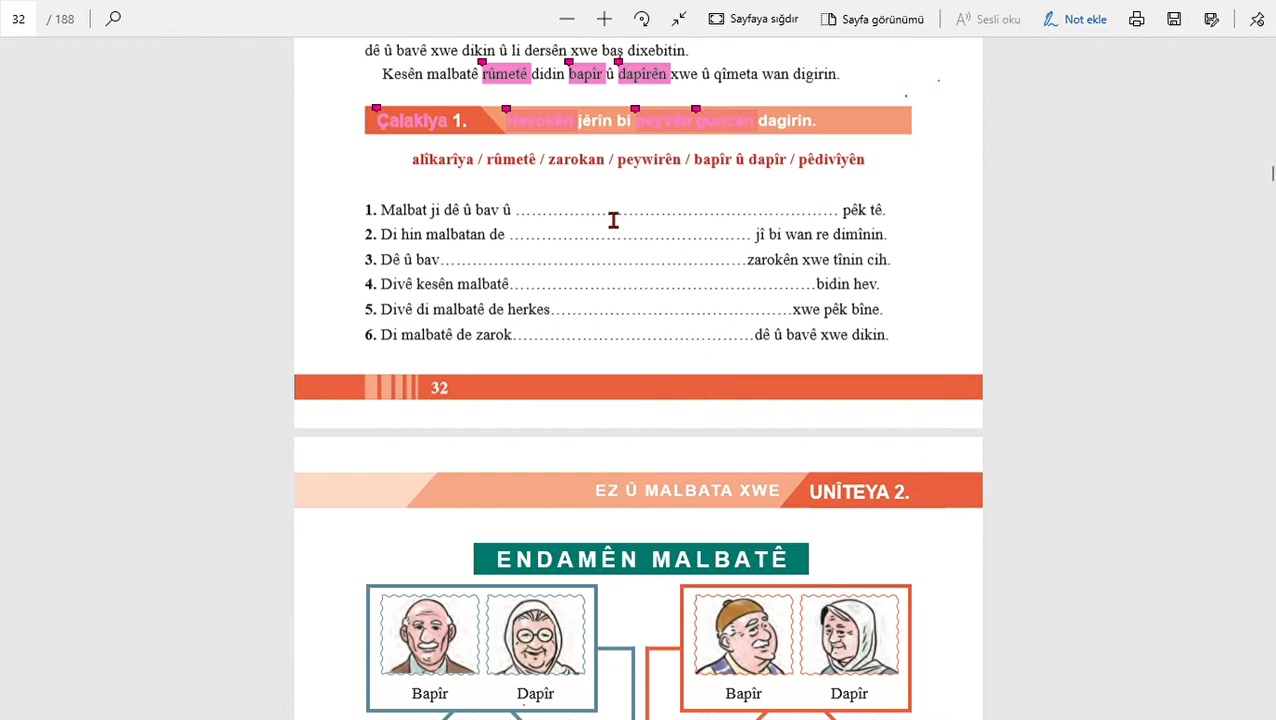 32 / 188
Sayfaya sığdır
Sayfa görünümü
Sesli oku
Not ekle
dê û bavê xwe dikin û li dersên xwe baş dixebitin.
Kesên malbatê rûmetê didin bapîr û dapîrên xwe û qîmeta wan digirin.
Çalakîya 1. Hevokên jêrîn bi peyvên guncan dagirin.
alîkarîya / rûmetê / zarokan / peywirên / bapîr û dapîr / pêdivîyên
1. Malbat ji dê û bav û ........................................ pêk tê.
2. Di hin malbatan de ........................................ jî bi wan re dimînin.
3. Dê û bav........................................zarokên xwe tînin cih.
4. Divê kesên malbatê........................................bidin hev.
5. Divê di malbatê de herkes........................................xwe pêk bîne.
6. Di malbatê de zarok........................................dê û bavê xwe dikin.
32
EZ Û MALBATA XWE UNÎTEYA 2.
ENDAMÊN MALBATÊ
Bapîr Dapîr Bapîr Dapîr